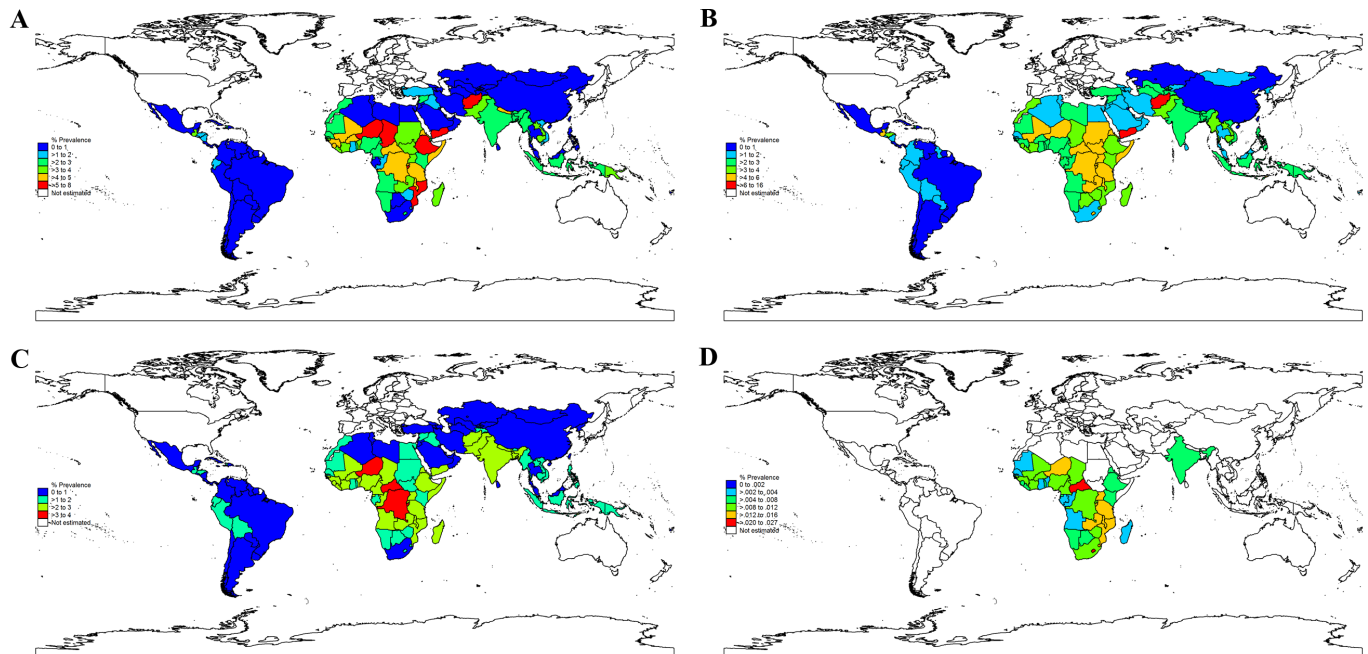 A
% Prevalence
0 to 1
>1 to 2
>2 to 3
>3 to 4
>4 to 5
>5 to 8
Not estimated
B
% Prevalence
0 to 1
>1 to 2
>2 to 3
>3 to 4
>4 to 6
>6 to 16
Not estimated
C
% Prevalence
0 to 1
>1 to 2
>2 to 3
>3 to 4
Not estimated
D
% Prevalence
0 to .002
>.002 to .004
>.004 to .008
>.008 to .012
>.012 to .016
>.020 to .027
Not estimated